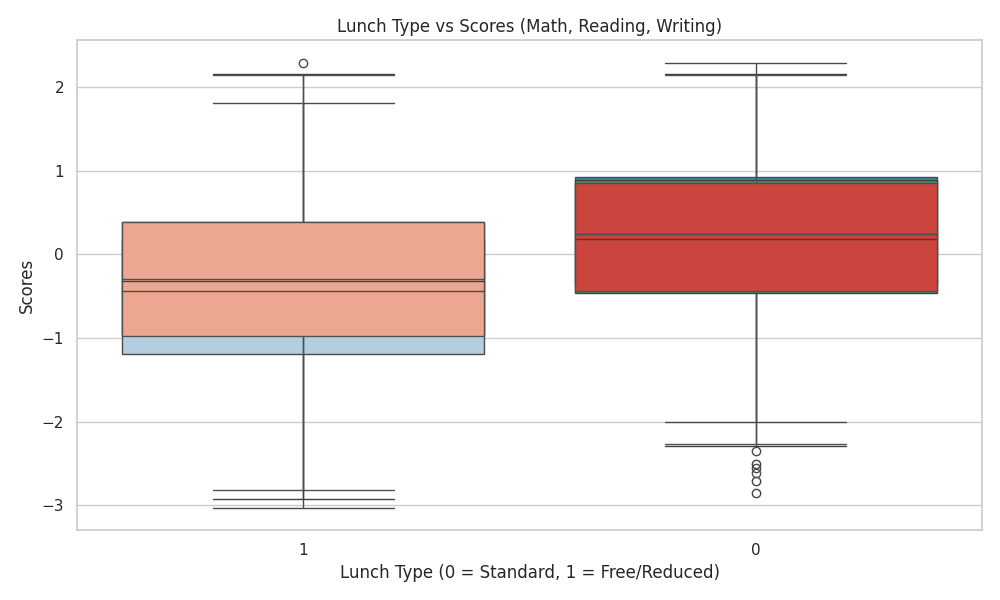 Lunch Type vs Scores (Math, Reading, Writing)
Scores
2
1
0
−1
−2
−3
1
0
Lunch Type (0 = Standard, 1 = Free/Reduced)